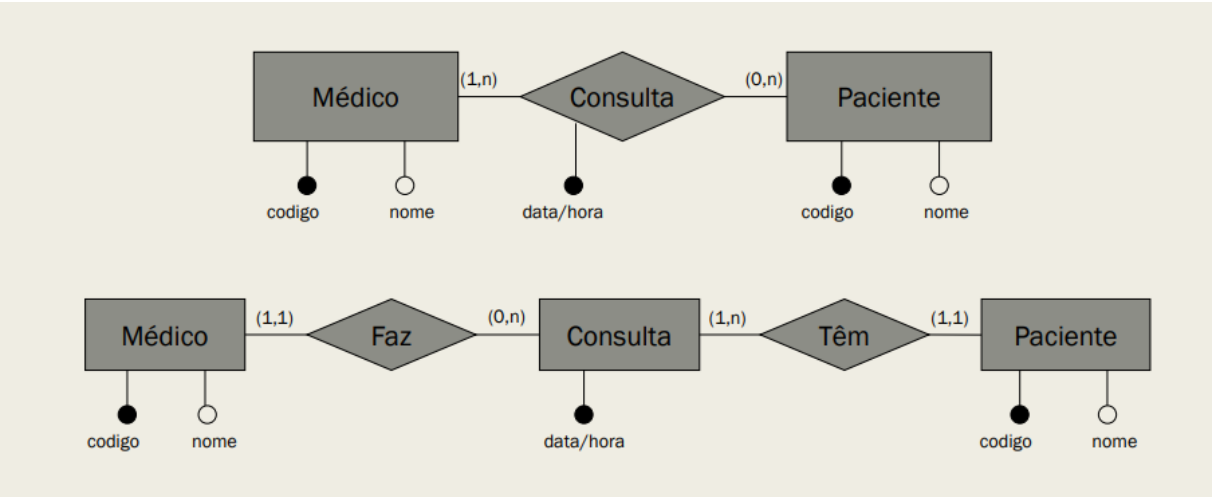 Médico (1,n) Consulta (0,n) Paciente
codigo nome data/hora codigo nome
Médico (1,1) Faz (0,n) Consulta (1,n) Têm (1,1) Paciente
codigo nome data/hora codigo nome